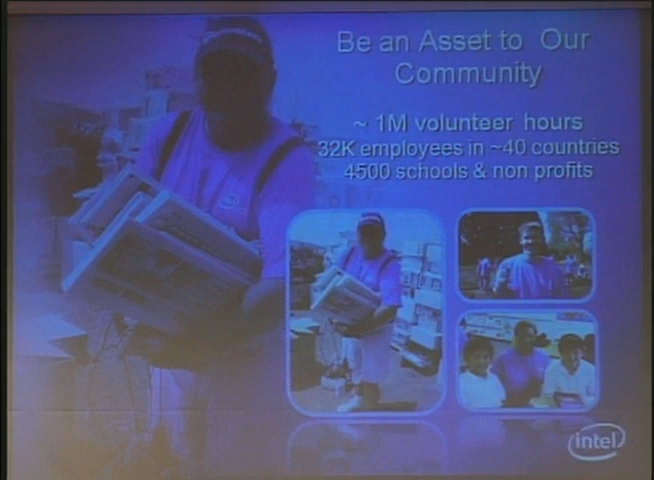 Be an Asset to Our
Community
~ 1M volunteer hours
32K employees in ~40 countries
4500 schools & non profits
intel